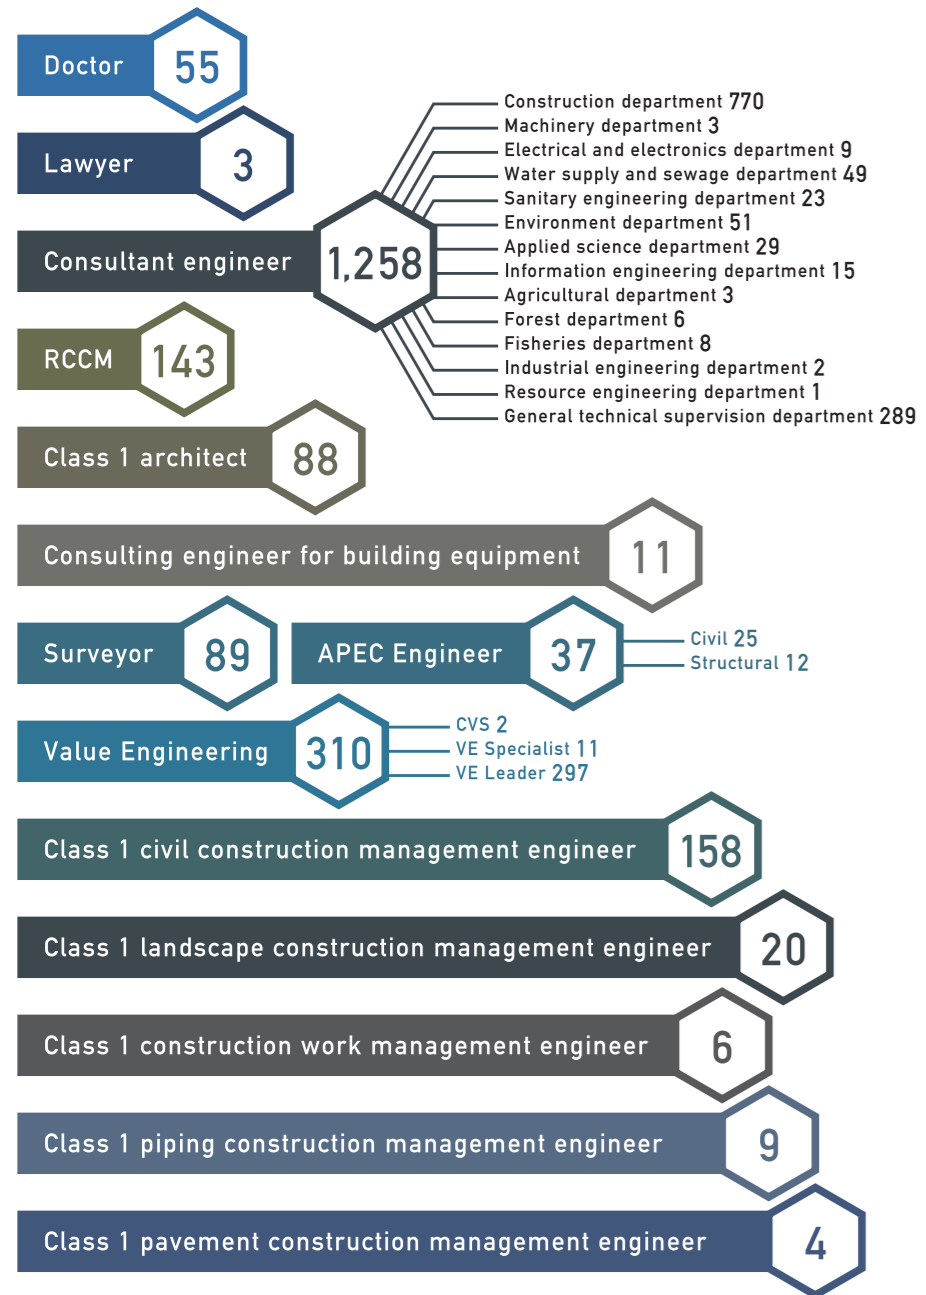 Doctor 55
Lawyer 3
Consultant engineer 1,258
Construction department 770
Machinery department 3
Electrical and electronics department 9
Water supply and sewage department 49
Sanitary engineering department 23
Environment department 51
Applied science department 29
Information engineering department 15
Agricultural department 3
Forest department 6
Fisheries department 8
Industrial engineering department 2
Resource engineering department 1
General technical supervision department 289
RCCM 143
Class 1 architect 88
Consulting engineer for building equipment 11
Surveyor 89
APEC Engineer 37
Civil 25
Structural 12
Value Engineering 310
CVS 2
VE Specialist 11
VE Leader 297
Class 1 civil construction management engineer 158
Class 1 landscape construction management engineer 20
Class 1 construction work management engineer 6
Class 1 piping construction management engineer 9
Class 1 pavement construction management engineer 4